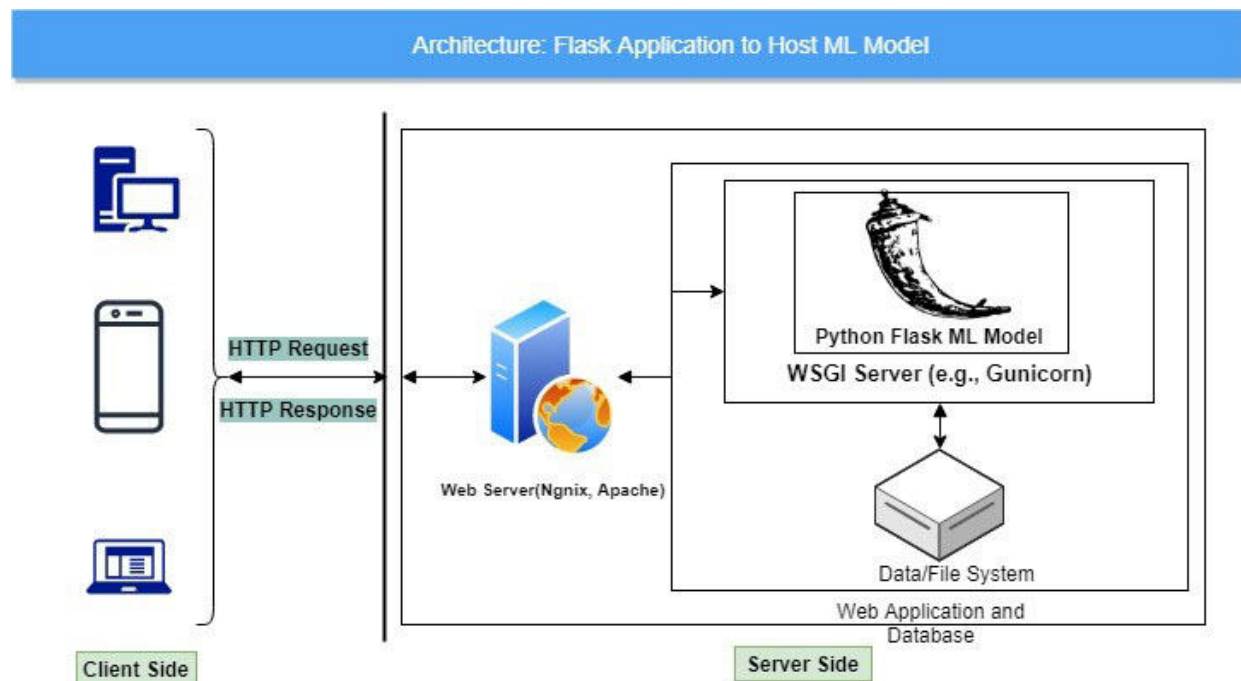 Architecture: Flask Application to Host ML Model
HTTP Request
HTTP Response
Web Server(Ngnix, Apache)
Python Flask ML Model
WSGI Server (e.g., Gunicorn)
Data/File System
Web Application and
Database
Client Side
Server Side